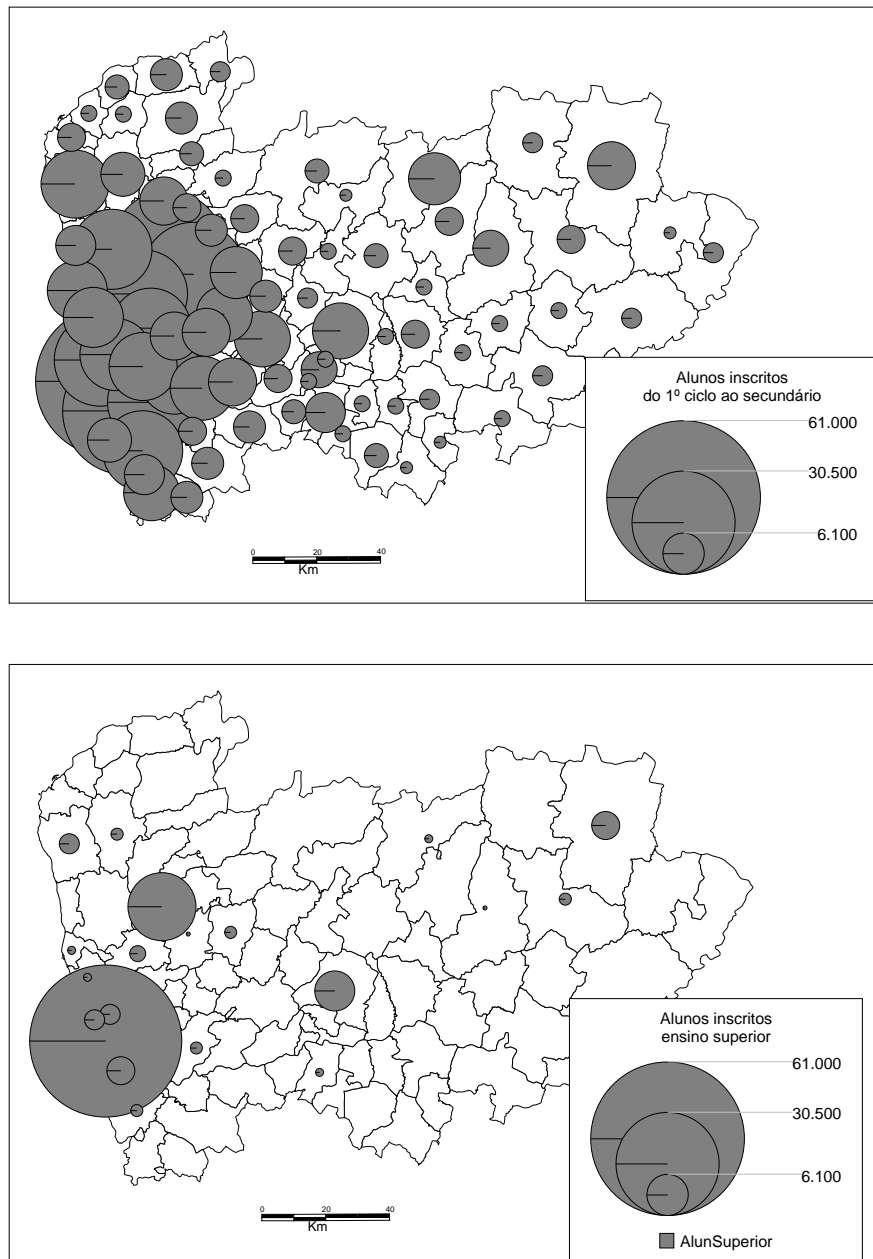 Alunos inscritos
do 1º ciclo ao secundário
61.000
30.500
6.100
0 20 40
Km
Alunos inscritos
ensino superior
61.000
30.500
6.100
AlunSuperior
0 20 40
Km